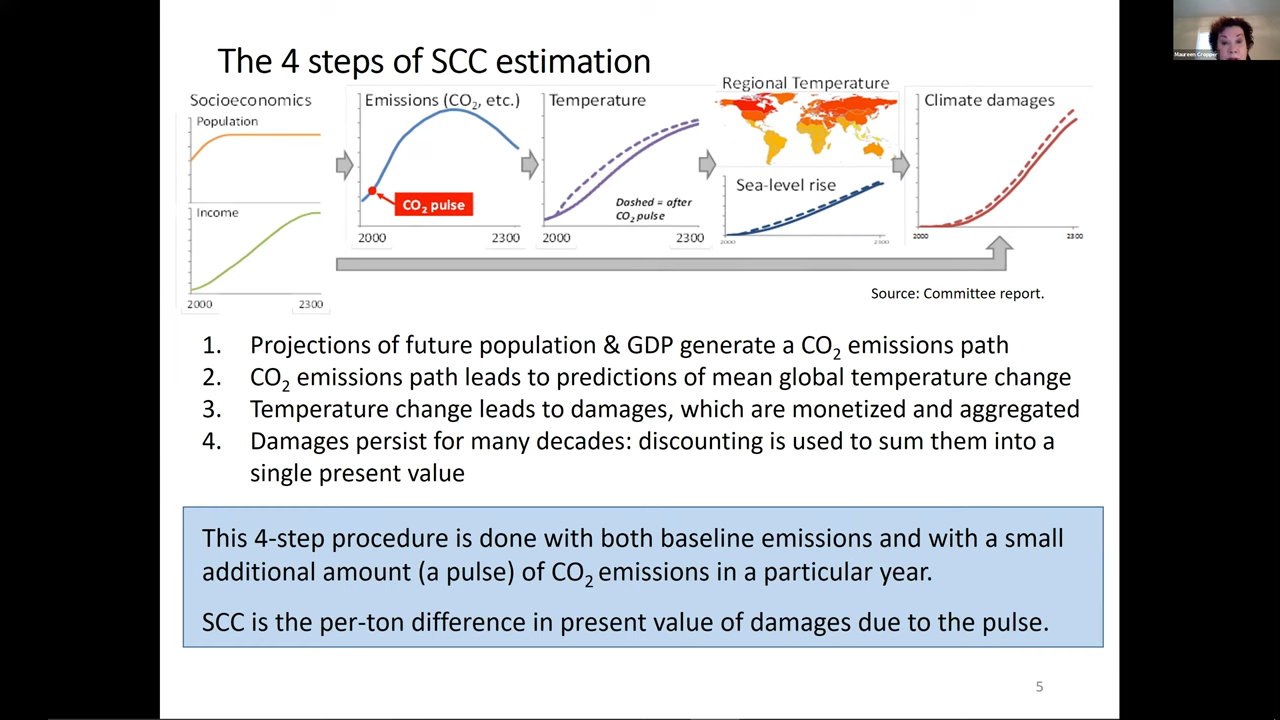 The 4 steps of SCC estimation
Socioeconomics
Population
Income
2000 2300
Emissions (CO2, etc.)
CO2 pulse
2000 2300
Temperature
Dashed = after
CO2 pulse
2000 2300
Regional Temperature
Sea-level rise
2000 2300
Climate damages
2000 2300
Source: Committee report.
1. Projections of future population & GDP generate a CO2 emissions path
2. CO2 emissions path leads to predictions of mean global temperature change
3. Temperature change leads to damages, which are monetized and aggregated
4. Damages persist for many decades: discounting is used to sum them into a
single present value
This 4-step procedure is done with both baseline emissions and with a small
additional amount (a pulse) of CO2 emissions in a particular year.
SCC is the per-ton difference in present value of damages due to the pulse.
5
Maureen Cropper